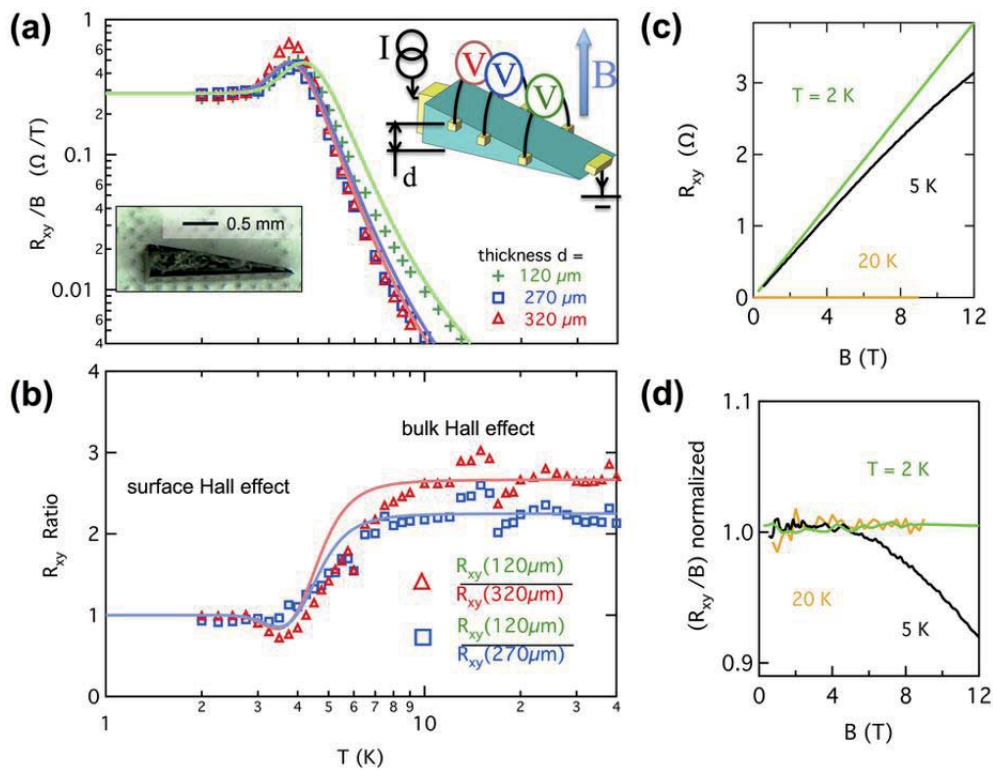 (a)
1
6
4
2
0.1
6
4
2
0.01
6
4
R_xy /B (Ω /T)
I
V
V
V
B
d
0.5 mm
thickness d =
+ 120 µm
□ 270 µm
△ 320 µm
(b)
4
3
2
1
0
R_xy Ratio
surface Hall effect
bulk Hall effect
△ R_xy(120µm)
R_xy(320µm)
□ R_xy(120µm)
R_xy(270µm)
1 2 3 4 5 6 7 8 9 10 2 3 4
T (K)
(c)
3
2
1
0
R_xy (Ω)
T = 2 K
5 K
20 K
0 4 8 12
B (T)
(d)
1.1
1.0
0.9
(R_xy /B) normalized
T = 2 K
20 K
5 K
0 4 8 12
B (T)